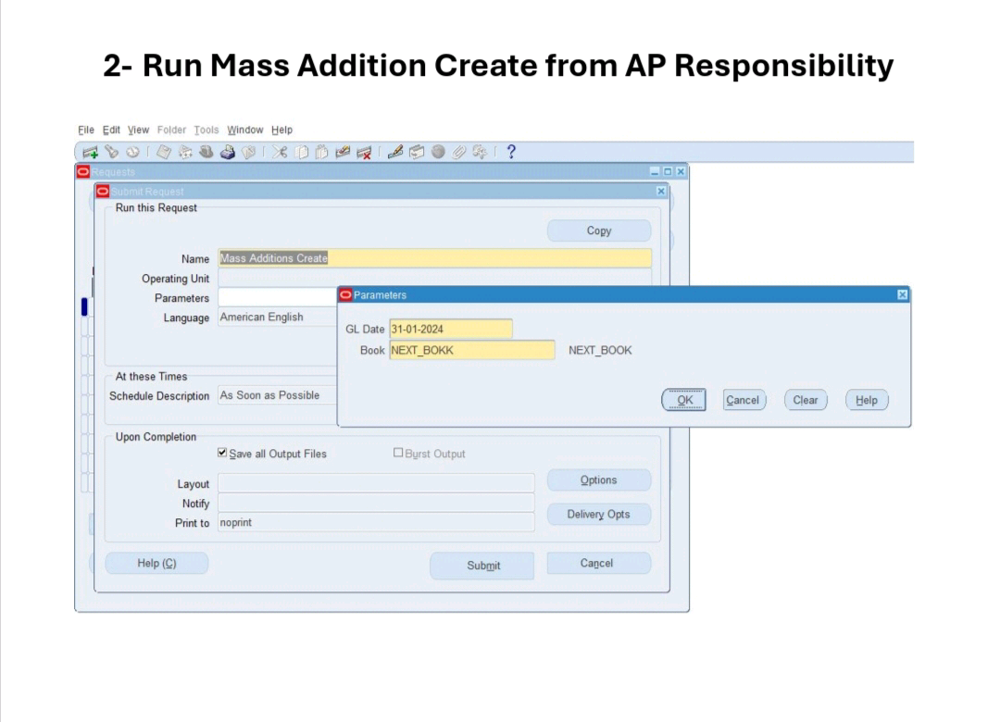 2- Run Mass Addition Create from AP Responsibility
File Edit View Folder Tools Window Help
Requests
Submit Request
Run this Request
Copy
Name Mass Additions Create
Operating Unit
Parameters
Language American English
Parameters
GL Date 31-01-2024
Book NEXT_BOKK NEXT_BOOK
OK Cancel Clear Help
At these Times
Schedule Description As Soon as Possible
Upon Completion
Save all Output Files Burst Output
Layout
Options
Notify
Delivery Opts
Print to noprint
Help (C) Submit Cancel